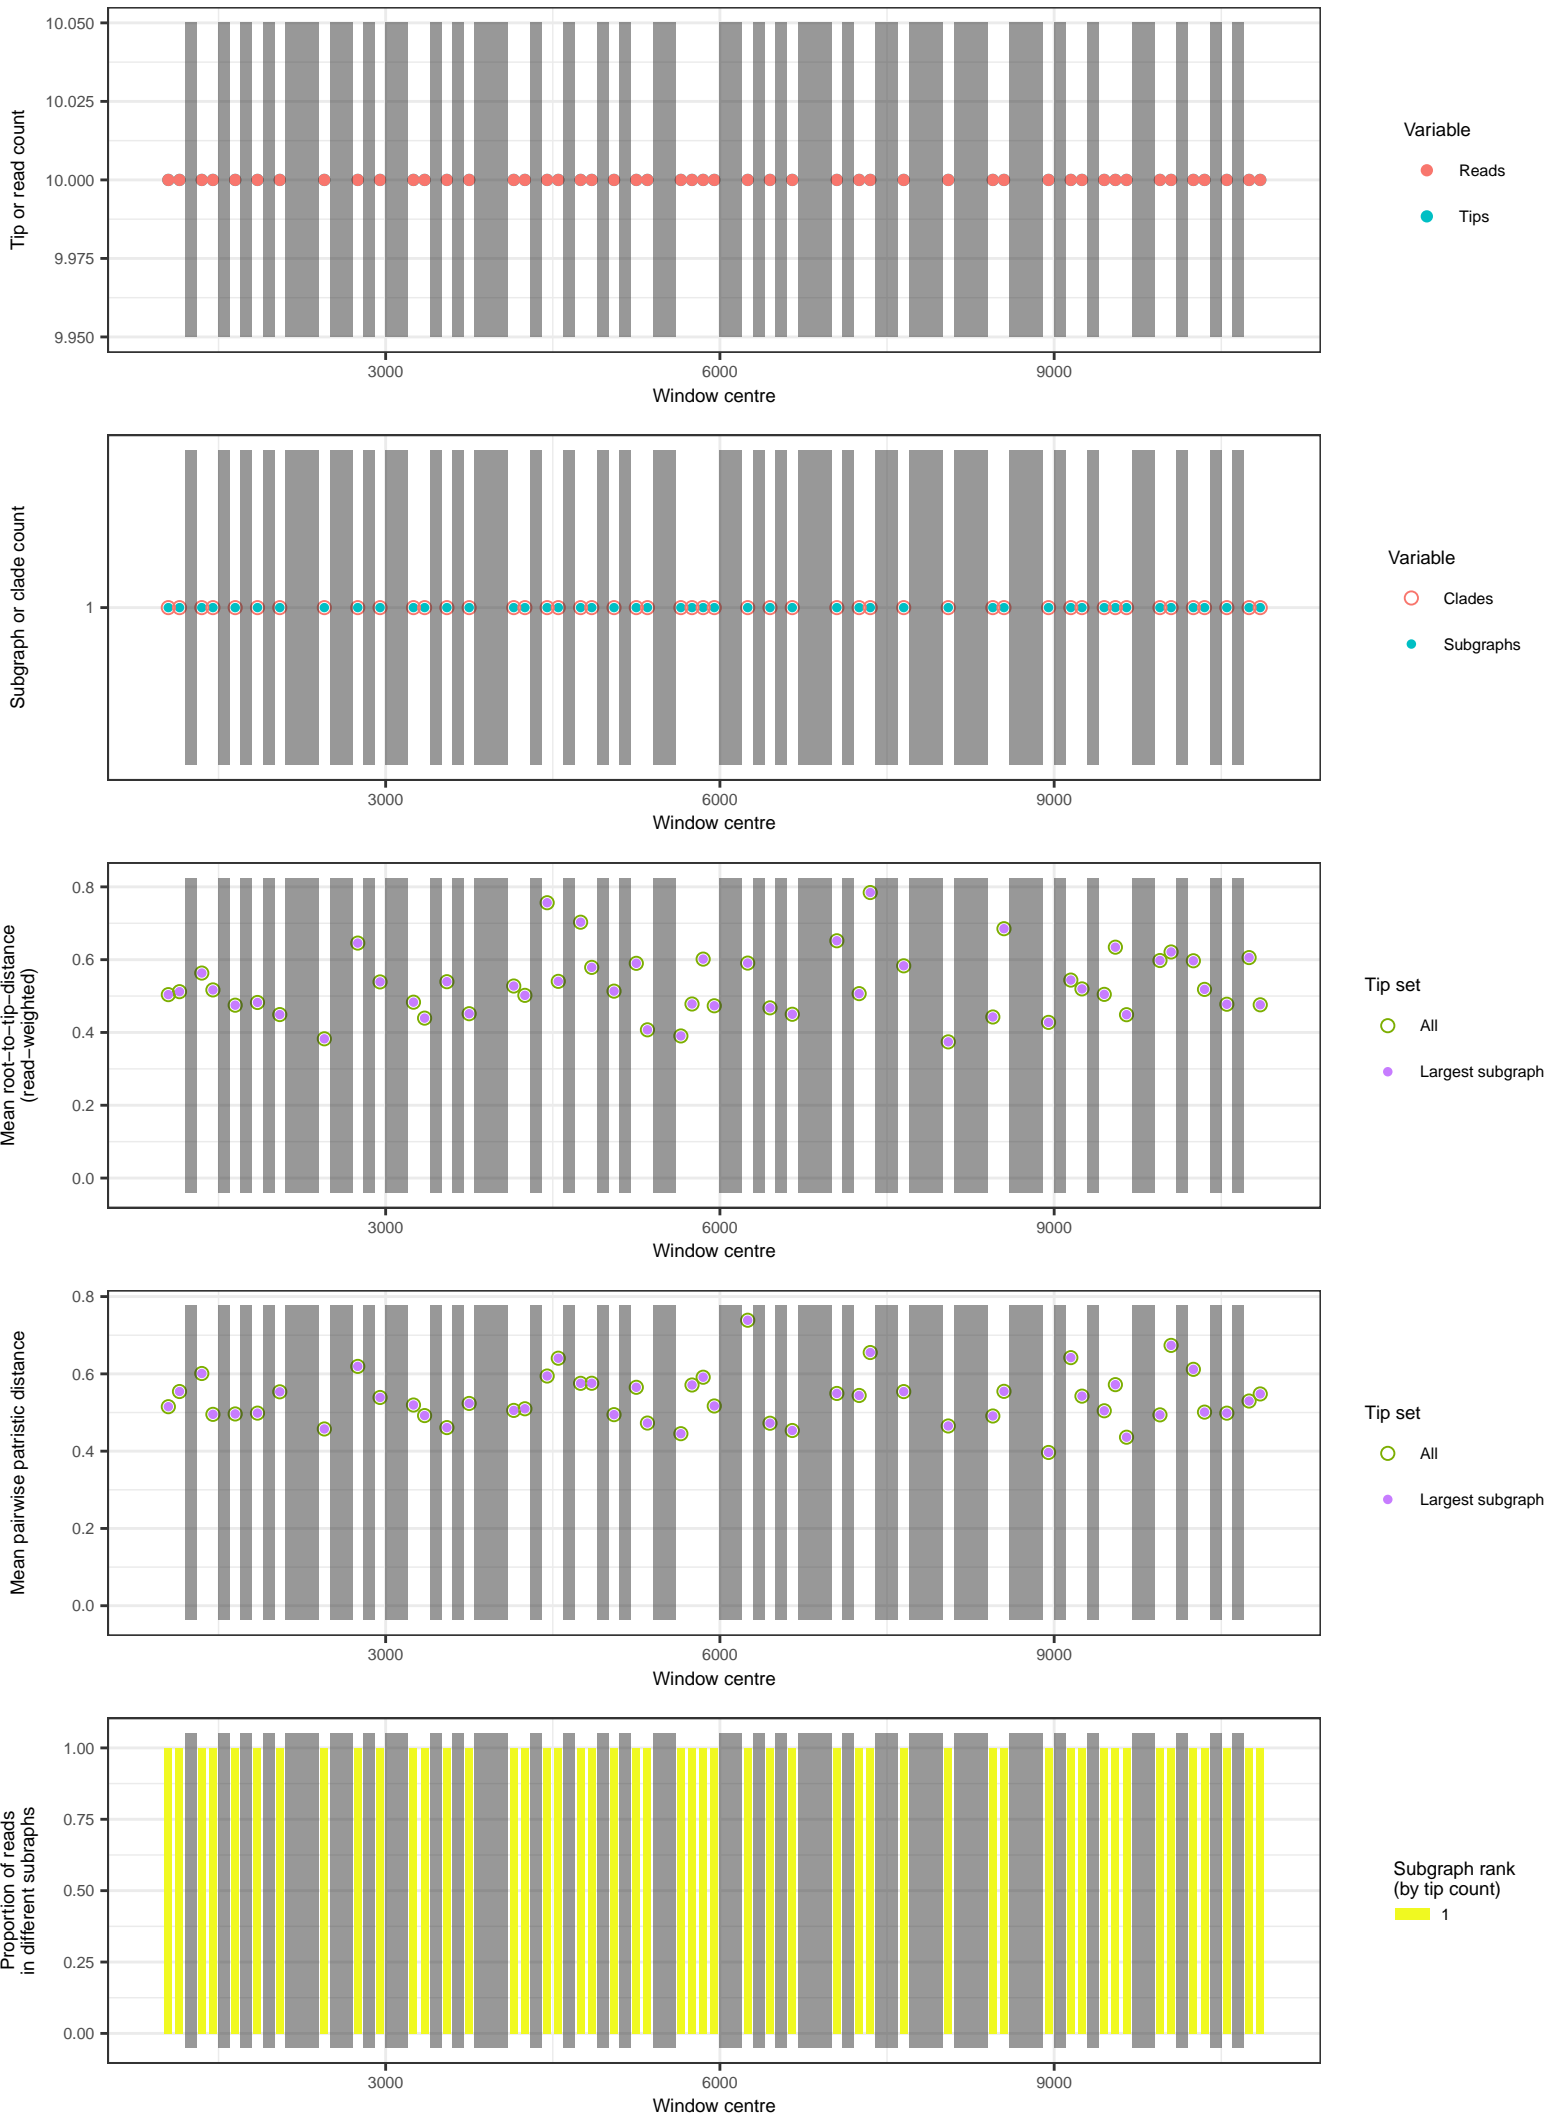 10.050
10.025
10.000
9.975
9.950
Tip or read count
3000
6000
9000
Window centre
Variable
Reads
Tips
1
Subgraph or clade count
3000
6000
9000
Window centre
Variable
Clades
Subgraphs
0.8
0.6
0.4
0.2
0.0
Mean root−to−tip−distance
(read−weighted)
3000
6000
9000
Window centre
Tip set
All
Largest subgraph
0.8
0.6
0.4
0.2
0.0
Mean pairwise patristic distance
3000
6000
9000
Window centre
Tip set
All
Largest subgraph
1.00
0.75
0.50
0.25
0.00
Proportion of reads
in different subraphs
3000
6000
9000
Window centre
Subgraph rank
(by tip count)
1